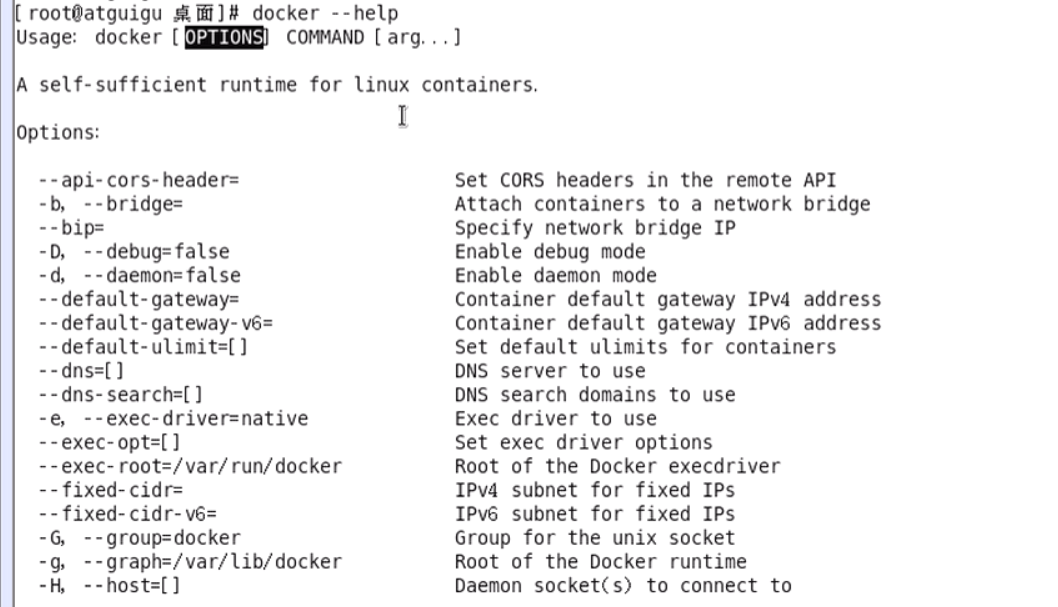 [root@atguigu 桌面]# docker --help
Usage: docker [OPTIONS] COMMAND [arg...]
A self-sufficient runtime for linux containers.
Options:
--api-cors-header= Set CORS headers in the remote API
-b, --bridge= Attach containers to a network bridge
--bip= Specify network bridge IP
-D, --debug=false Enable debug mode
-d, --daemon=false Enable daemon mode
--default-gateway= Container default gateway IPv4 address
--default-gateway-v6= Container default gateway IPv6 address
--default-ulimit=[] Set default ulimits for containers
--dns=[] DNS server to use
--dns-search=[] DNS search domains to use
-e, --exec-driver=native Exec driver to use
--exec-opt=[] Set exec driver options
--exec-root=/var/run/docker Root of the Docker execdriver
--fixed-cidr= IPv4 subnet for fixed IPs
--fixed-cidr-v6= IPv6 subnet for fixed IPs
-G, --group=docker Group for the unix socket
-g, --graph=/var/lib/docker Root of the Docker runtime
-H, --host=[] Daemon socket(s) to connect to